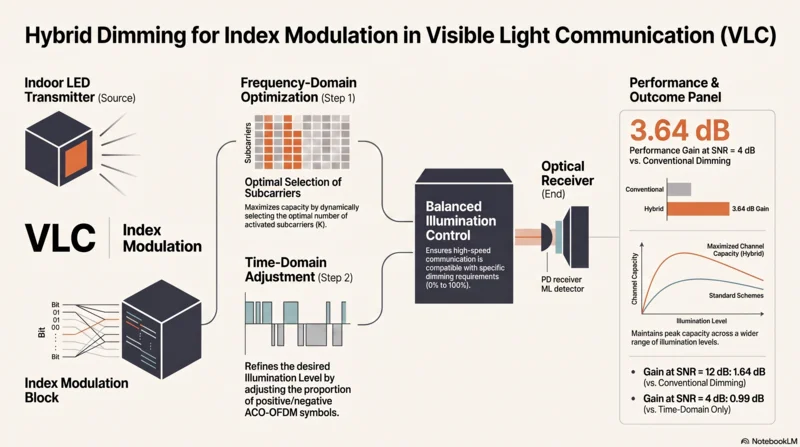 Hybrid Dimming for Index Modulation in Visible Light Communication (VLC)
Indoor LED
Transmitter (Source)
VLC
Index
Modulation
Bit
Bit
01
01
00
Bit
Index Modulation
Block
Frequency-Domain
Optimization (Step 1)
Subcarriers
Optimal Selection of
Subcarriers
Maximizes capacity by dynamically
selecting the optimal number of
activated subcarriers (K).
Time-Domain
Adjustment (Step 2)
Refines the desired
Illumination Level by
adjusting the proportion
of positive/negative
ACO-OFDM symbols.
Balanced
Illumination
Control
Ensures high-speed
communication is
compatible with specific
dimming requirements
(0% to 100%).
Optical
Receiver
(End)
PD receiver
ML detector
Performance &
Outcome Panel
3.64 dB
Performance Gain at SNR = 4 dB
vs. Conventional Dimming
Conventional
Hybrid
3.64 dB Gain
Channel Capacity
Maximized Channel
Capacity (Hybrid)
Standard Schemes
Illumination Level
Maintains peak capacity across a wider
range of illumination levels.
• Gain at SNR = 12 dB: 1.64 dB
(vs. Conventional Dimming)
• Gain at SNR = 4 dB: 0.99 dB
(vs. Time-Domain Only)
NotebookLM